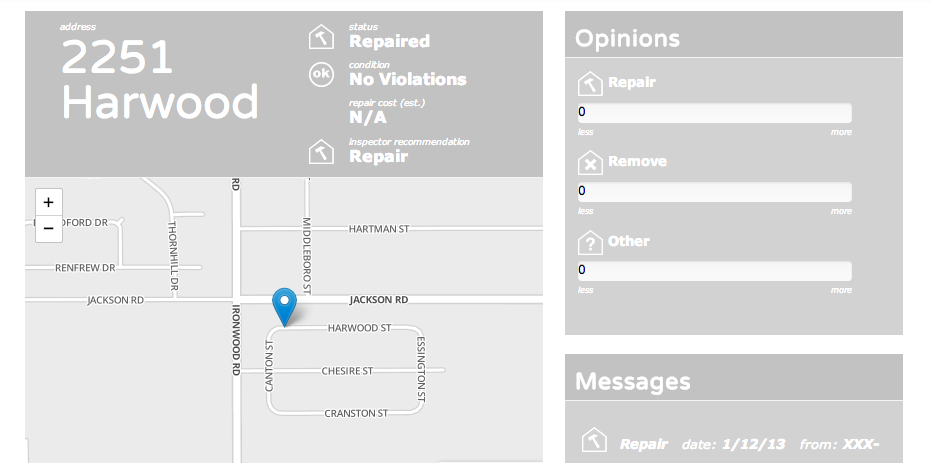 address
2251
Harwood
status
Repaired
ok
condition
No Violations
repair cost (est.)
N/A
inspector recommendation
Repair
+
−
RD
DFORD DR
THORNHILL DR
MIDDLEBORO ST
HARTMAN ST
RENFREW DR
JACKSON RD
JACKSON RD
IRONWOOD RD
HARWOOD ST
CANTON ST
ESSINGTON ST
CHESIRE ST
CRANSTON ST
Opinions
Repair
0
less more
Remove
0
less more
?
Other
0
less more
Messages
Repair date: 1/12/13 from: XXX-